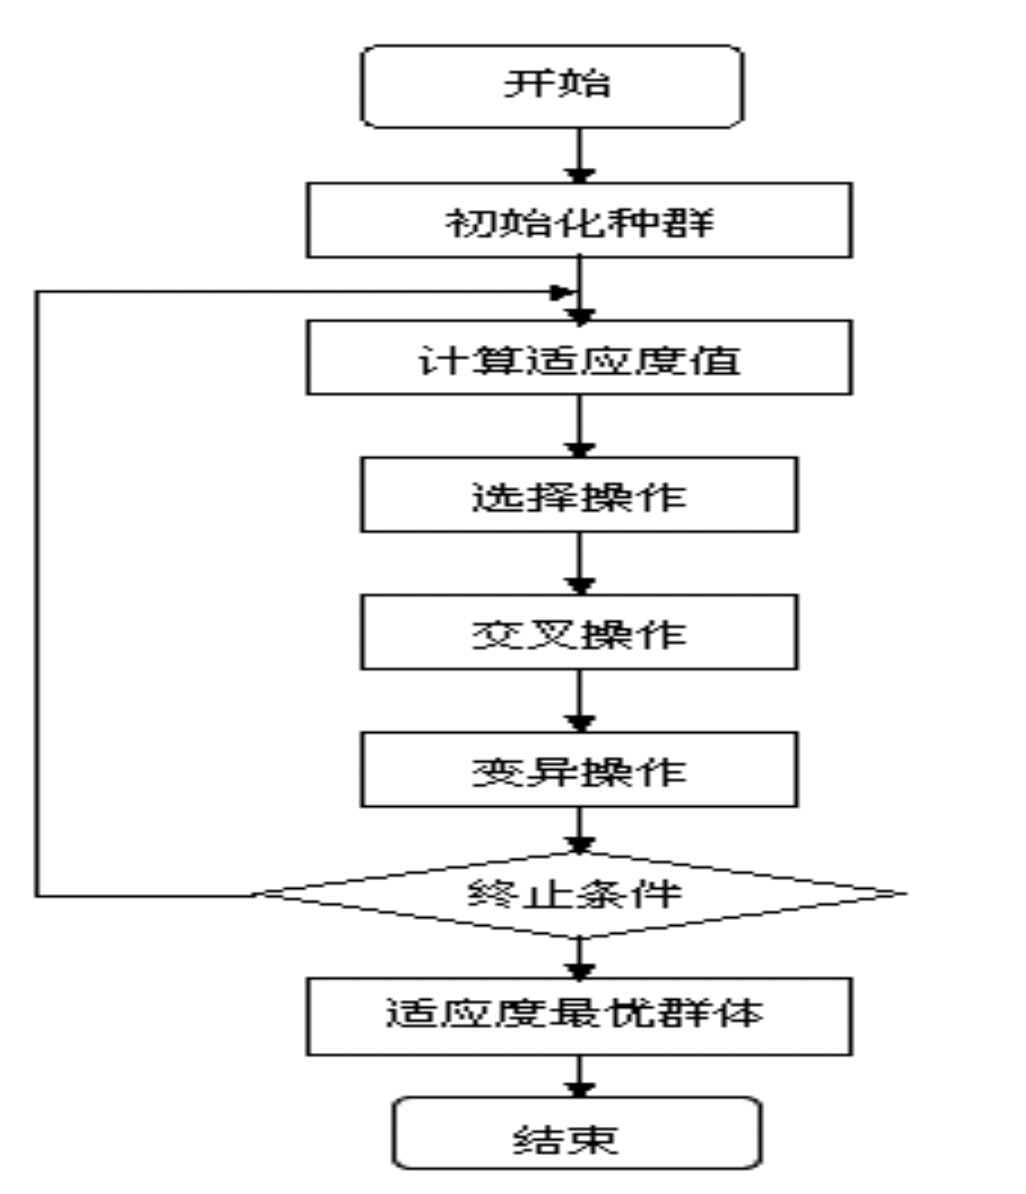 开始
初始化种群
计算适应度值
选择操作
交叉操作
变异操作
终止条件
适应度最优群体
结束